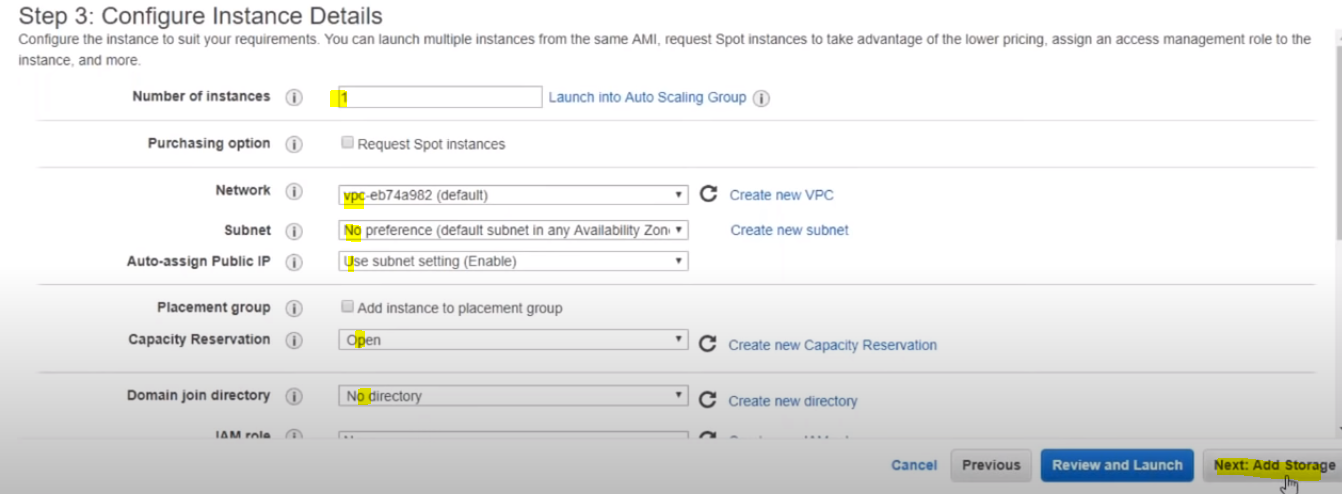 Step 3: Configure Instance Details
Configure the instance to suit your requirements. You can launch multiple instances from the same AMI, request Spot instances to take advantage of the lower pricing, assign an access management role to the
instance, and more.
Number of instances 1 Launch into Auto Scaling Group
Purchasing option Request Spot instances
Network vpc-eb74a982 (default) Create new VPC
Subnet No preference (default subnet in any Availability Zon Create new subnet
Auto-assign Public IP Use subnet setting (Enable)
Placement group Add instance to placement group
Capacity Reservation Open Create new Capacity Reservation
Domain join directory No directory Create new directory
IAM role
Cancel Previous Review and Launch Next: Add Storage